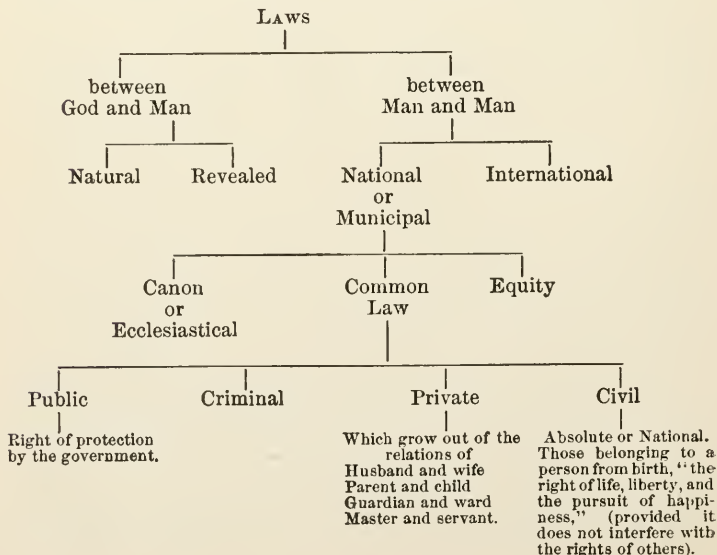 LAWS
between
God and Man
between
Man and Man
Natural
Revealed
National
or
Municipal
International
Canon
or
Ecclesiastical
Common
Law
Equity
Public
Criminal
Private
Civil
Right of protection
by the government.
Which grow out of the
relations of
Husband and wife
Parent and child
Guardian and ward
Master and servant.
Absolute or National.
Those belonging to a
person from birth, "the
right of life, liberty, and
the pursuit of happi-
ness," (provided it
does not interfere with
the rights of others).